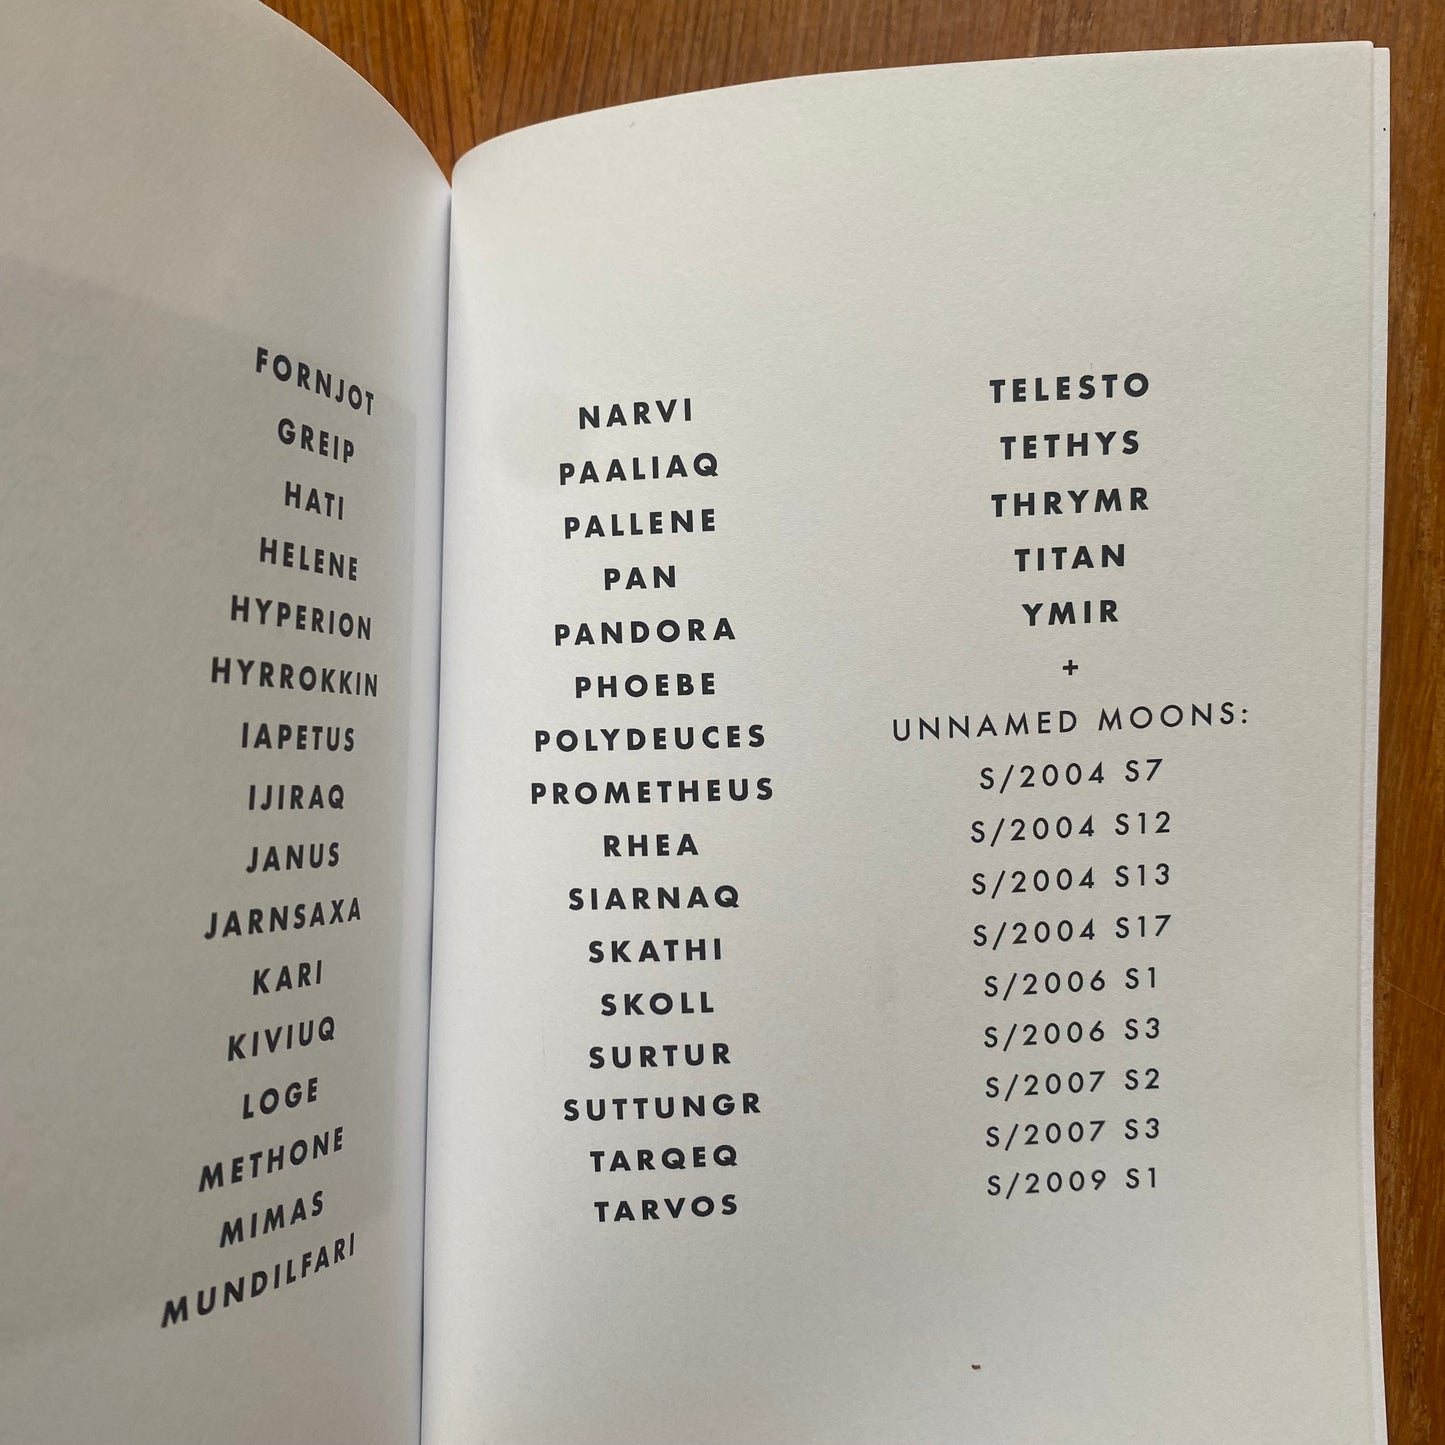 FORNJOT
GREIP
HATI
HELENE
HYPERION
HYRROKKIN
IAPETUS
IJIRAQ
JANUS
JARNSAXA
KARI
KIVIUQ
LOGE
METHONE
MIMAS
MUNDILFARI
NARVI
PAALIAQ
PALLENE
PAN
PANDORA
PHOEBE
POLYDEUCES
PROMETHEUS
RHEA
SIARNAQ
SKATHI
SKOLL
SURTUR
SUTTUNGR
TARQEQ
TARVOS
TELESTO
TETHYS
THRYMR
TITAN
YMIR
+
UNNAMED MOONS:
S/2004 S7
S/2004 S12
S/2004 S13
S/2004 S17
S/2006 S1
S/2006 S3
S/2007 S2
S/2007 S3
S/2009 S1